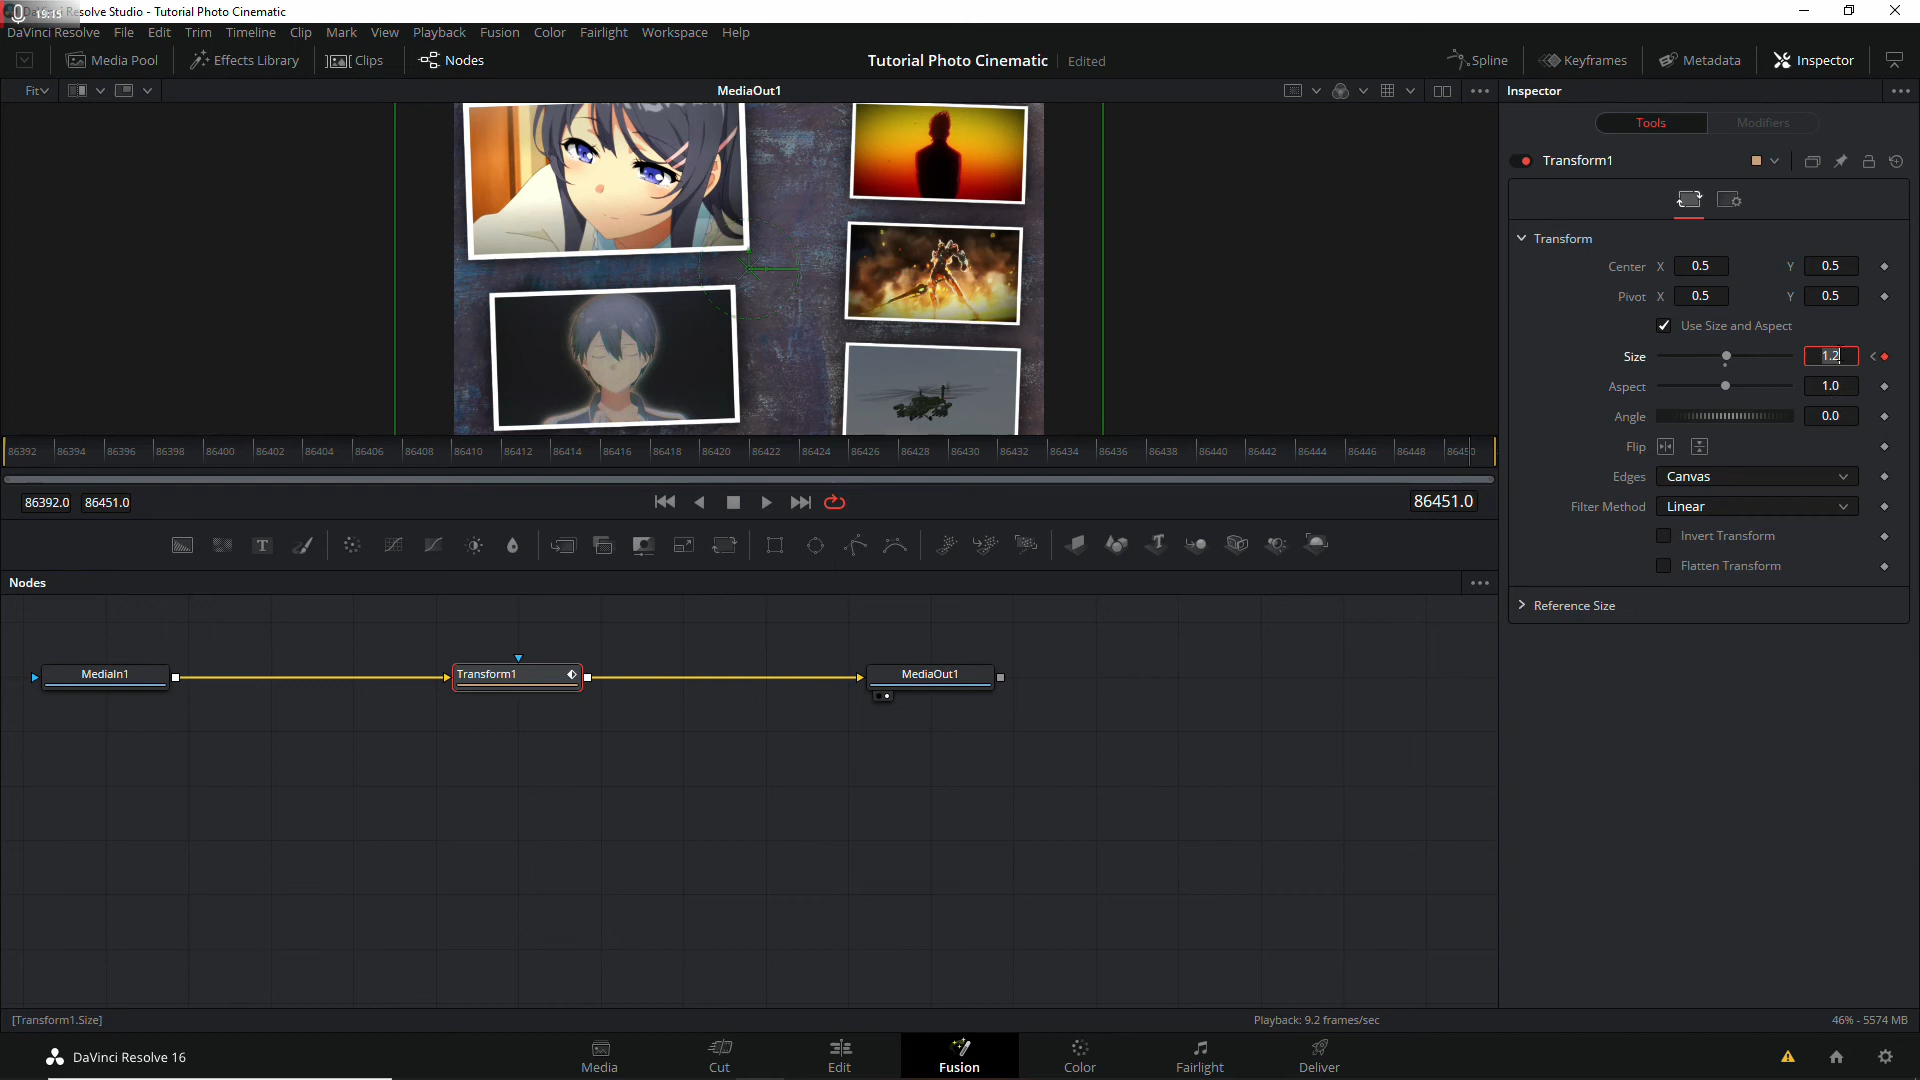 DaVinci Resolve Studio - Tutorial Photo Cinematic
19:15
DaVinci Resolve File Edit Trim Timeline Clip Mark View Playback Fusion Color Fairlight Workspace Help
Media Pool Effects Library Clips Nodes Tutorial Photo Cinematic Edited Spline Keyframes Metadata Inspector
Fit MediaOut1 Inspector
Tools Modifiers
Transform1
Transform
Center X 0.5 Y 0.5
Pivot X 0.5 Y 0.5
Use Size and Aspect
Size 1.2
Aspect 1.0
Angle 0.0
Flip
Edges Canvas
Filter Method Linear
Invert Transform
Flatten Transform
Reference Size
86392 86394 86396 86398 86400 86402 86404 86406 86408 86410 86412 86414 86416 86418 86420 86422 86424 86426 86428 86430 86432 86434 86436 86438 86440 86442 86444 86446 86448
86392.0 86451.0 86451.0
T
Nodes
MediaIn1 Transform1 MediaOut1
[Transform1.Size] Playback: 9.2 frames/sec 46% - 5574 MB
DaVinci Resolve 16 Media Cut Edit Fusion Color Fairlight Deliver